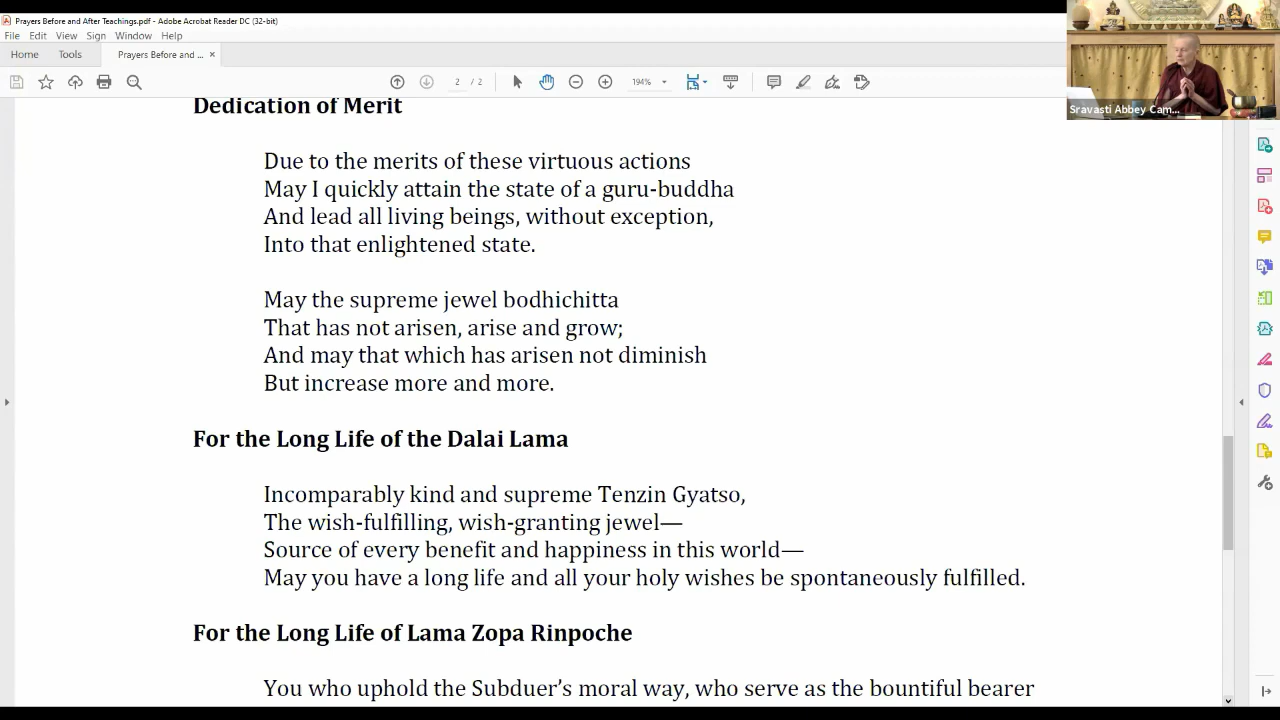 Prayers Before and After Teachings.pdf - Adobe Acrobat Reader DC (32-bit)
File Edit View Sign Window Help
Home Tools Prayers Before and ... ×
2 / 2 194%
Sravasti Abbey Cam...
Dedication of Merit
Due to the merits of these virtuous actions
May I quickly attain the state of a guru-buddha
And lead all living beings, without exception,
Into that enlightened state.
May the supreme jewel bodhichitta
That has not arisen, arise and grow;
And may that which has arisen not diminish
But increase more and more.
For the Long Life of the Dalai Lama
Incomparably kind and supreme Tenzin Gyatso,
The wish-fulfilling, wish-granting jewel—
Source of every benefit and happiness in this world—
May you have a long life and all your holy wishes be spontaneously fulfilled.
For the Long Life of Lama Zopa Rinpoche
You who uphold the Subduer’s moral way, who serve as the bountiful bearer